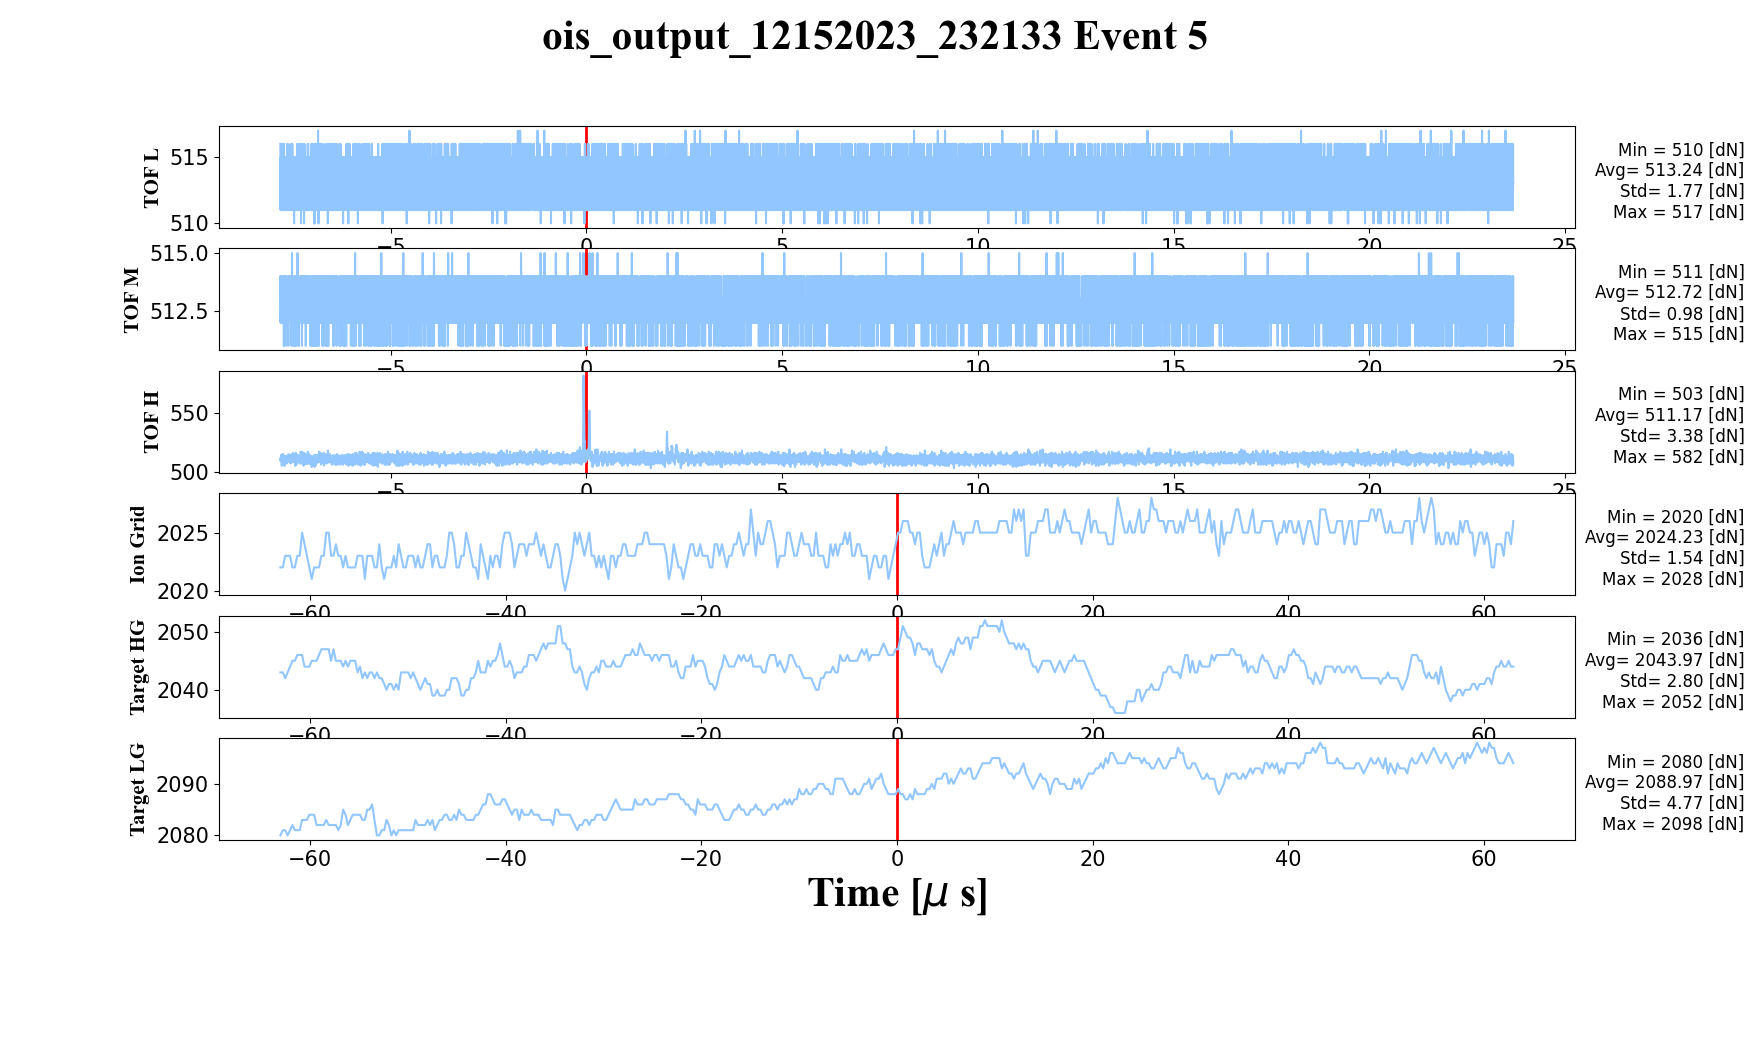 ois_output_12152023_232133 Event 5
TOF L
515
510
Min = 510 [dN]
Avg= 513.24 [dN]
Std= 1.77 [dN]
Max = 517 [dN]
−5 0 5 10 15 20 25
TOF M
515.0
512.5
Min = 511 [dN]
Avg= 512.72 [dN]
Std= 0.98 [dN]
Max = 515 [dN]
−5 0 5 10 15 20 25
TOF H
550
500
Min = 503 [dN]
Avg= 511.17 [dN]
Std= 3.38 [dN]
Max = 582 [dN]
−5 0 5 10 15 20 25
Ion Grid
2025
2020
Min = 2020 [dN]
Avg= 2024.23 [dN]
Std= 1.54 [dN]
Max = 2028 [dN]
−60 −40 −20 0 20 40 60
Target HG
2050
2040
Min = 2036 [dN]
Avg= 2043.97 [dN]
Std= 2.80 [dN]
Max = 2052 [dN]
−60 −40 −20 0 20 40 60
Target LG
2090
2080
Min = 2080 [dN]
Avg= 2088.97 [dN]
Std= 4.77 [dN]
Max = 2098 [dN]
−60 −40 −20 0 20 40 60
Time [μ s]